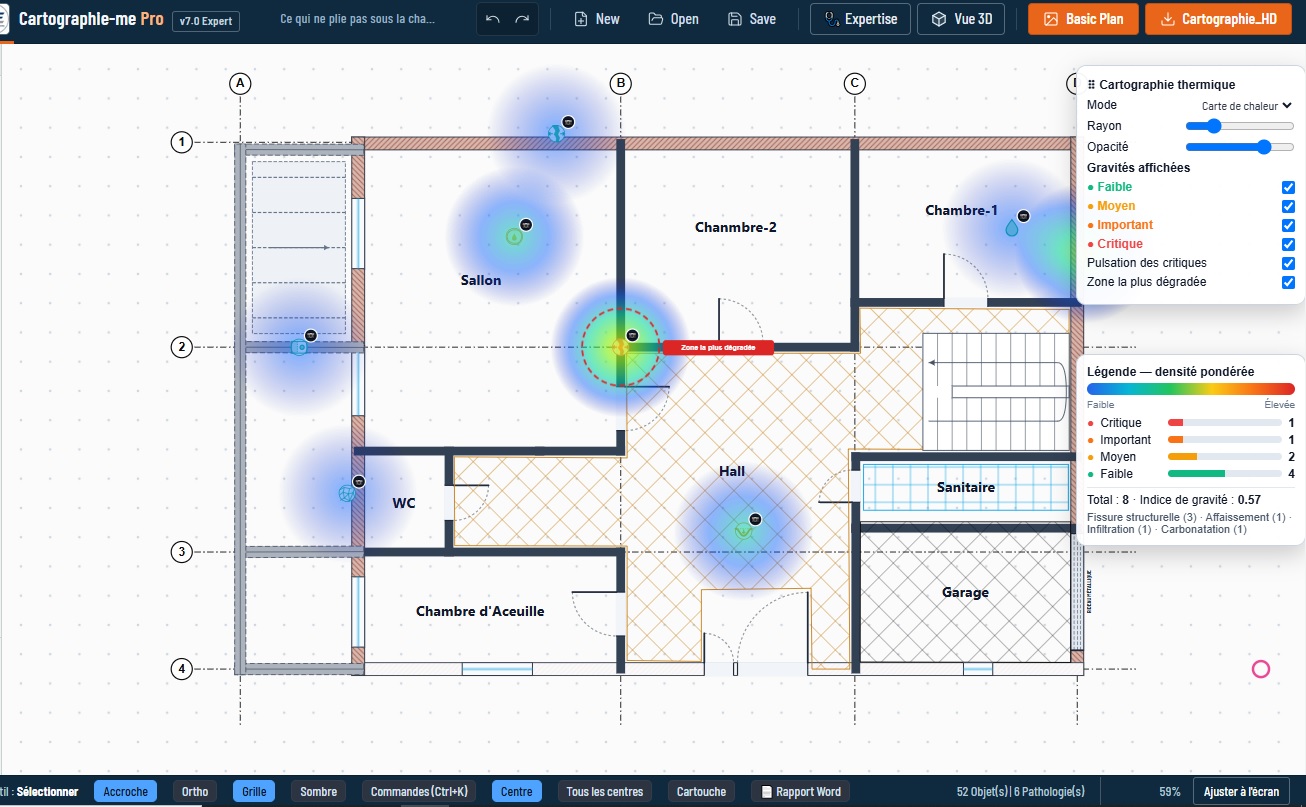 Cartographie-me Pro
v7.0 Expert
Ce qui ne plie pas sous la cha...
New
Open
Save
Expertise
Vue 3D
Basic Plan
Cartographie_HD
A
B
C
Cartographie thermique
Mode
Carte de chaleur
Rayon
Opacité
Gravités affichées
Faible
Moyen
Important
Critique
Pulsation des critiques
Zone la plus dégradée
1
2
3
4
Sallon
Chanmbre-2
Chambre-1
Zone la plus dégradée
WC
Hall
Sanitaire
Chambre d'Aceuille
Garage
Légende — densité pondérée
Faible
Élevée
Critique 1
Important 1
Moyen 2
Faible 4
Total : 8 · Indice de gravité : 0.57
Fissure structurelle (3) · Affaissement (1) ·
Infiltration (1) · Carbonatation (1)
til : Sélectionner
Accroche
Ortho
Grille
Sombre
Commandes (Ctrl+K)
Centre
Tous les centres
Cartouche
Rapport Word
52 Objet(s) | 6 Pathologie(s)
59%
Ajuster à l'écran